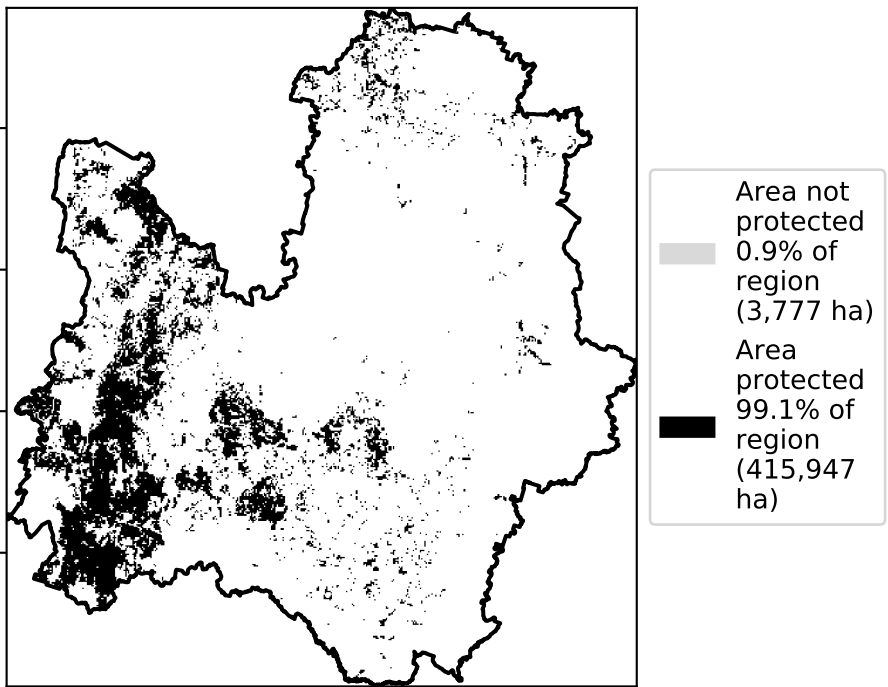 Area not
protected
0.9% of
region
(3,777 ha)
Area
protected
99.1% of
region
(415,947
ha)